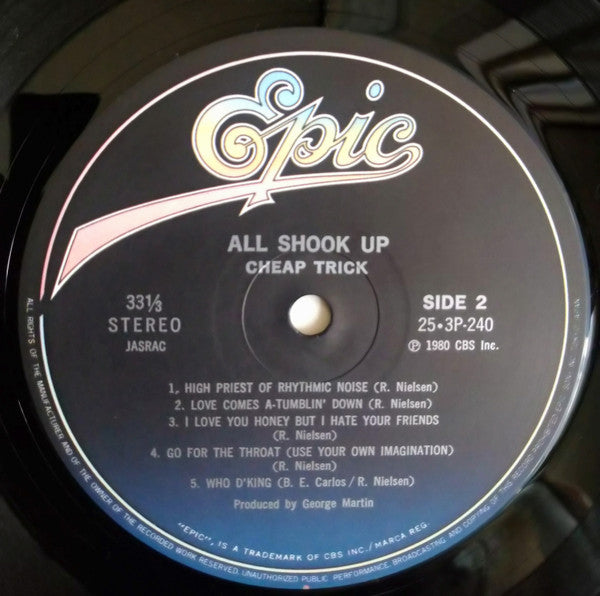 Epic
ALL SHOOK UP
CHEAP TRICK
33⅓
STEREO
JASRAC
SIDE 2
25•3P-240
Ⓟ 1980 CBS Inc.
1, HIGH PRIEST OF RHYTHMIC NOISE (R. Nielsen)
2. LOVE COMES A-TUMBLIN' DOWN (R. Nielsen)
3. I LOVE YOU HONEY BUT I HATE YOUR FRIENDS
(R. Nielsen)
4. GO FOR THE THROAT (USE YOUR OWN IMAGINATION)
(R. Nielsen)
5. WHO D'KING (B. E. Carlos / R. Nielsen)
Produced by George Martin
"EPIC", IS A TRADEMARK OF CBS INC./MARCA REG.
ALL RIGHTS OF THE MANUFACTURER AND OF THE OWNER OF THE RECORDED WORK RESERVED. UNAUTHORIZED PUBLIC PERFORMANCE, BROADCASTING AND COPYING OF THIS RECORD PROHIBITED